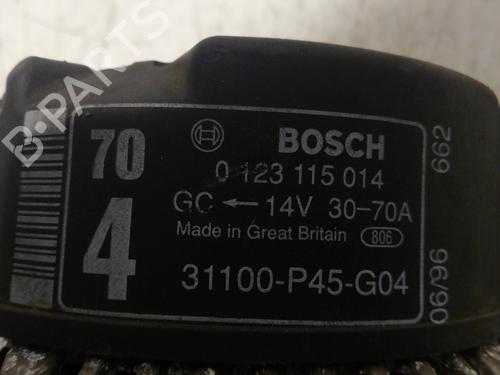 B-PARTS
70
4
BOSCH
0 123 115 014
GC ← 14V 30-70A
Made in Great Britain 806
31100-P45-G04
06/96 662